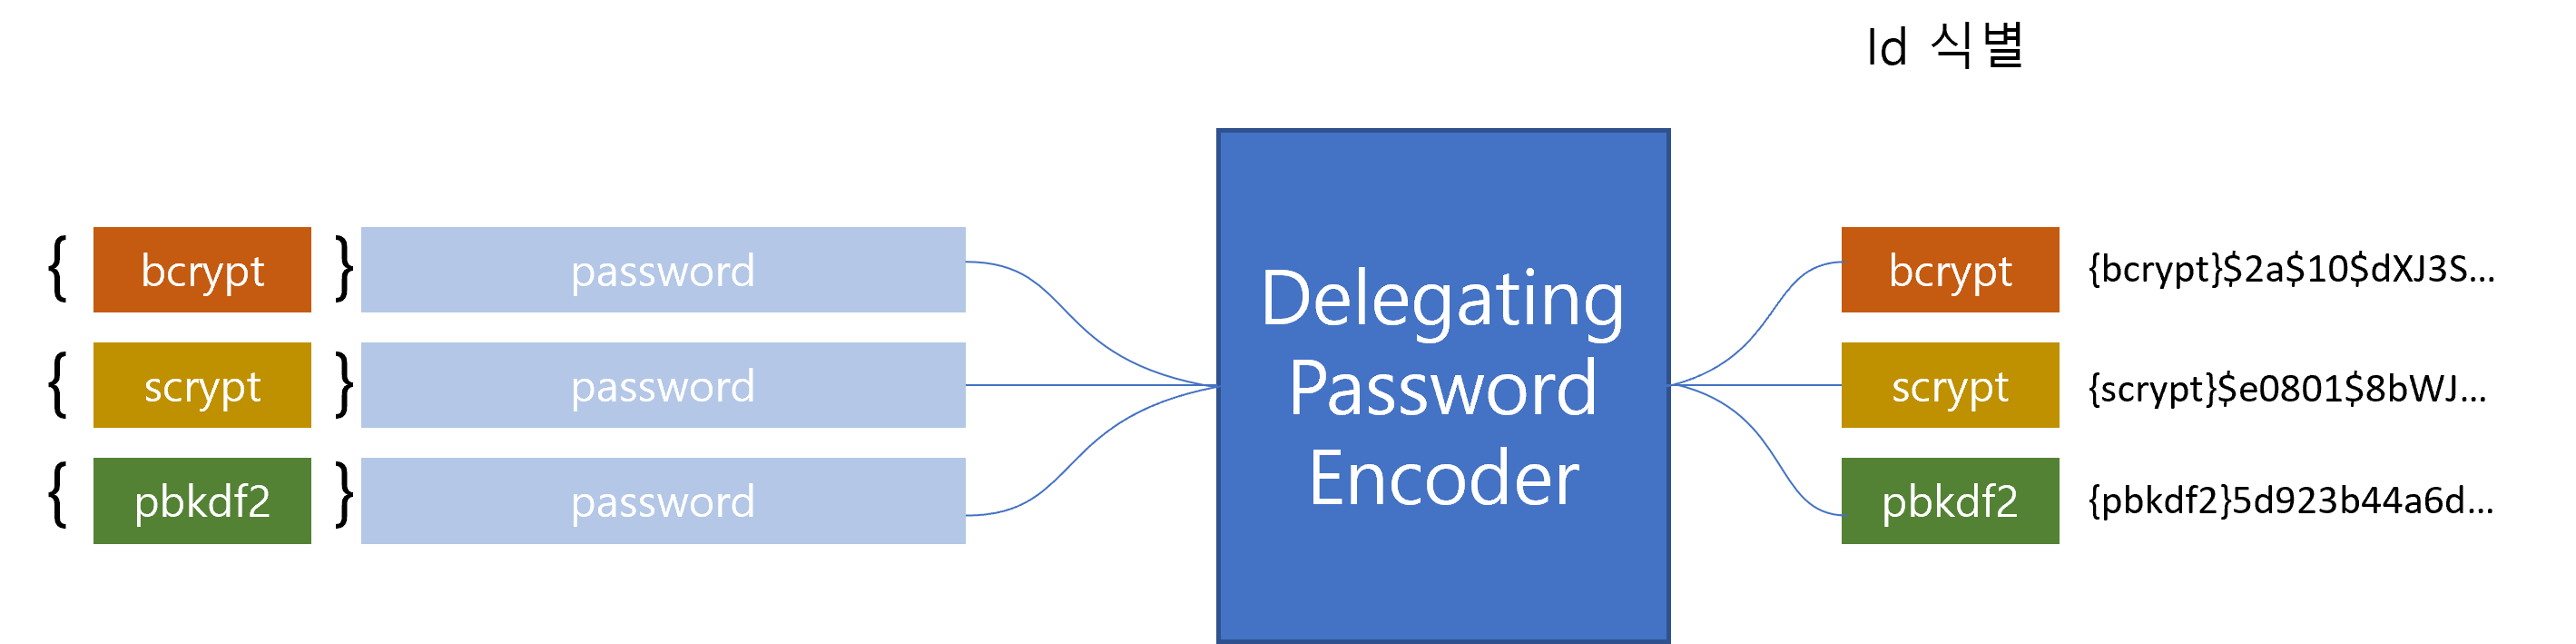 Id 식별
{ bcrypt } password
{ scrypt } password
{ pbkdf2 } password
Delegating
Password
Encoder
bcrypt {bcrypt}$2a$10$dXJ3S...
scrypt {scrypt}$e0801$8bWJ...
pbkdf2 {pbkdf2}5d923b44a6d...